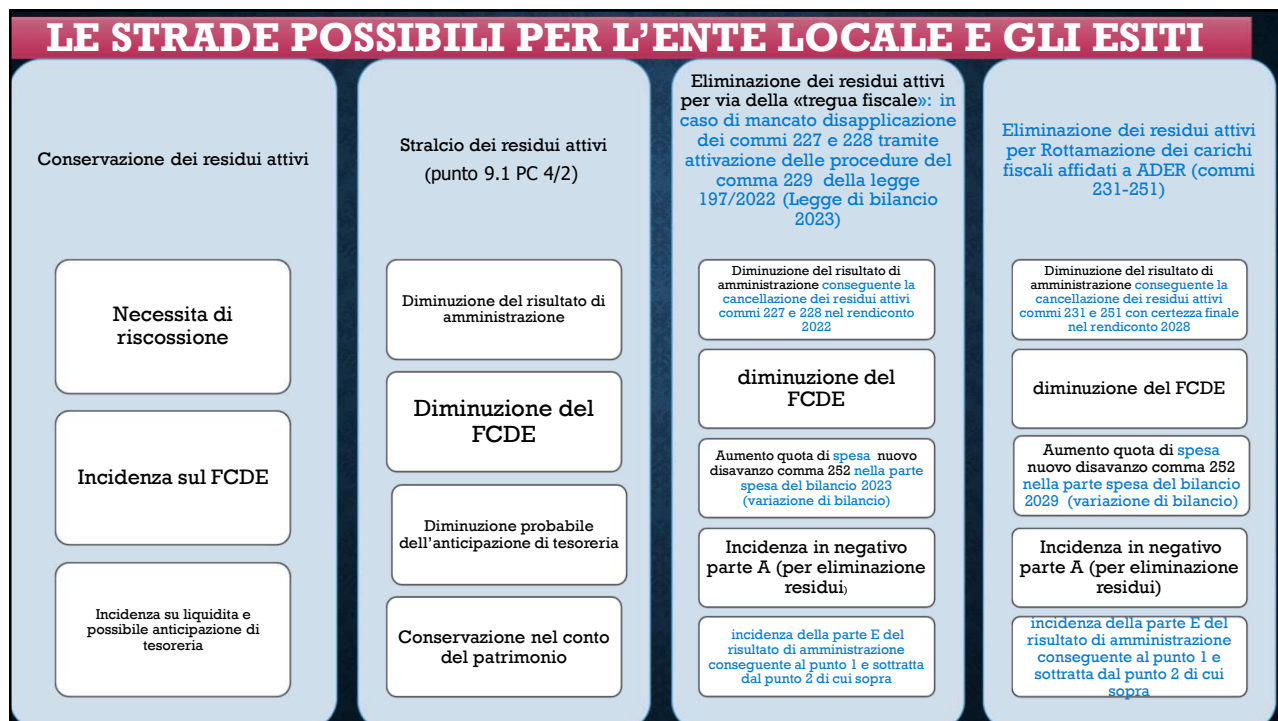 LE STRADE POSSIBILI PER L'ENTE LOCALE E GLI ESITI
Conservazione dei residui attivi
Necessita di
riscossione
Incidenza sul FCDE
Incidenza su liquidita e
possibile anticipazione di
tesoreria
Stralcio dei residui attivi
(punto 9.1 PC 4/2)
Diminuzione del risultato di
amministrazione
Diminuzione del
FCDE
Diminuzione probabile
dell'anticipazione di tesoreria
Conservazione nel conto
del patrimonio
Eliminazione dei residui attivi
per via della «tregua fiscale»: in
caso di mancato disapplicazione
dei commi 227 e 228 tramite
attivazione delle procedure del
comma 229 della legge
197/2022 (Legge di bilancio
2023)
Diminuzione del risultato di
amministrazione conseguente la
cancellazione dei residui attivi
commi 227 e 228 nel rendiconto
2022
diminuzione del
FCDE
Aumento quota di spesa nuovo
disavanzo comma 252 nella parte
spesa del bilancio 2023
(variazione di bilancio)
Incidenza in negativo
parte A (per eliminazione
residui)
incidenza della parte E del
risultato di amministrazione
conseguente al punto 1 e sottratta
dal punto 2 di cui sopra
Eliminazione dei residui attivi
per Rottamazione dei carichi
fiscali affidati a ADER (commi
231-251)
Diminuzione del risultato di
amministrazione conseguente la
cancellazione dei residui attivi
commi 231 e 251 con certezza finale
nel rendiconto 2028
diminuzione del FCDE
Aumento quota di spesa
nuovo disavanzo comma 252
nella parte spesa del bilancio
2029 (variazione di bilancio)
Incidenza in negativo
parte A (per eliminazione
residui)
incidenza della parte E del
risultato di amministrazione
conseguente al punto 1 e
sottratta dal punto 2 di cui
sopra